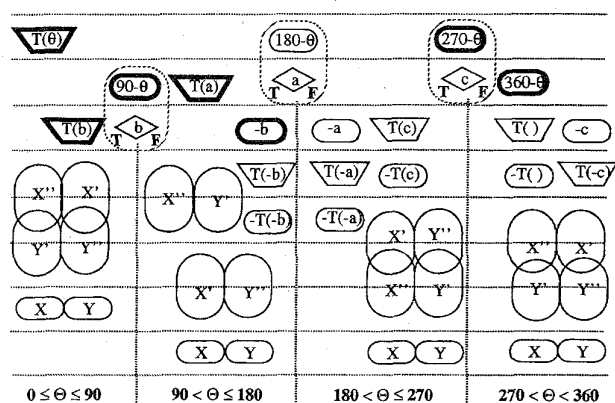 T(θ) 180-θ 270-θ
90-θ T(a) a T F c T F 360-θ
T(b) b T F -b -a T(c) T( ) -c
T(-b) T(-a) -T(c) -T( ) T(-c)
X'' X' X'' Y' -T(-b) -T(-a)
Y' Y'' X' Y'' X'' X'
X' Y'' X'' Y' Y' Y''
X Y
X Y X Y X Y
0 ≤ Θ ≤ 90 90 < Θ ≤ 180 180 < Θ ≤ 270 270 < Θ < 360